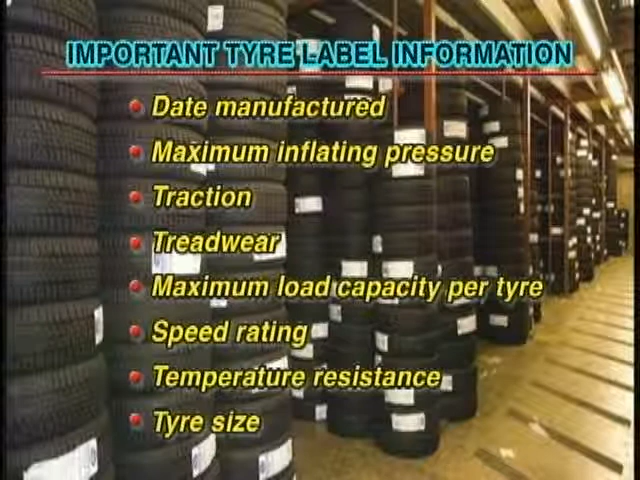 IMPORTANT TYRE LABEL INFORMATION
Date manufactured
Maximum inflating pressure
Traction
Treadwear
Maximum load capacity per tyre
Speed rating
Temperature resistance
Tyre size